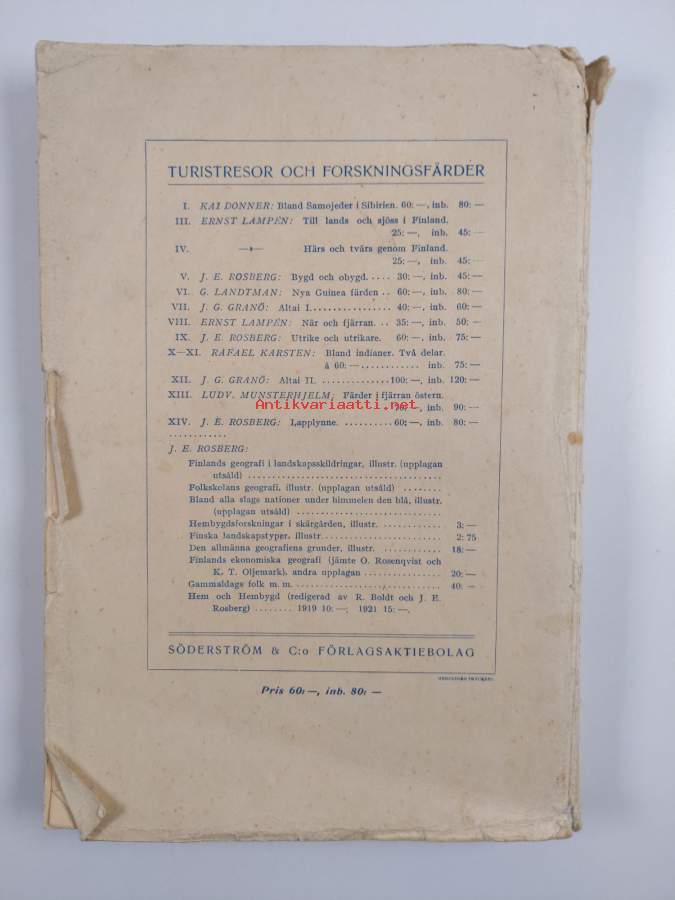 TURISTRESOR OCH FORSKNINGSFÄRDER
I. KAI DONNER: Bland Samojeder i Sibirien. 60: —, inb. 80: —
III. ERNST LAMPÉN: Till lands och sjöss i Finland.
25: —, inb. 45: —
IV. —»— Härs och tvärs genom Finland.
25: —, inb. 45: —
V. J. E. ROSBERG: Bygd och obygd. .... 30: —, inb. 45: —
VI. G. LANDTMAN: Nya Guinea färden .. 60: —, inb. 80: —
VII. J. G. GRANÖ: Altai I. ................ 40: —, inb. 60: —
VIII. ERNST LAMPÉN: När och fjärran. .. 35: —, inb. 50: —
IX. J. E. ROSBERG: Utrike och utrikare. 60: —, inb. 75: —
X—XI. RAFAEL KARSTEN: Bland indianer. Två delar.
à 60: — ............ inb. 75: —
XII. J. G. GRANÖ: Altai II. .............. 100: —, inb. 120: —
XIII. LUDV. MUNSTERHJELM: Färder i fjärran östern.
Antikvariaatti.net
70: —, inb. 90: —
XIV. J. E. ROSBERG: Lapplynne. .......... 60: —, inb. 80: —
............
J. E. ROSBERG:
Finlands geografi i landskapsskildringar, illustr. (upplagan
utsåld) ........................................
Folkskolans geografi, illustr. (upplagan utsåld) ........
Bland alla slags nationer under himmelen den blå, illustr.
(upplagan utsåld) ..............................
Hembygdsforskningar i skärgården, illustr. ............ 3: —
Finska landskapstyper, illustr. ........................ 2: 75
Den allmänna geografiens grunder, illustr. ............ 18: —
Finlands ekonomiska geografi (jämte O. Rosenqvist och
K. T. Oljemark), andra upplagan ................ 20: —
Gammaldags folk m. m. .............................. 40: —
Hem och Hembygd (redigerad av R. Boldt och J. E.
Rosberg) ........ 1919 10: —; 1921 15: —.
SÖDERSTRÖM & C:o FÖRLAGSAKTIEBOLAG
Pris 60: —, inb. 80: —